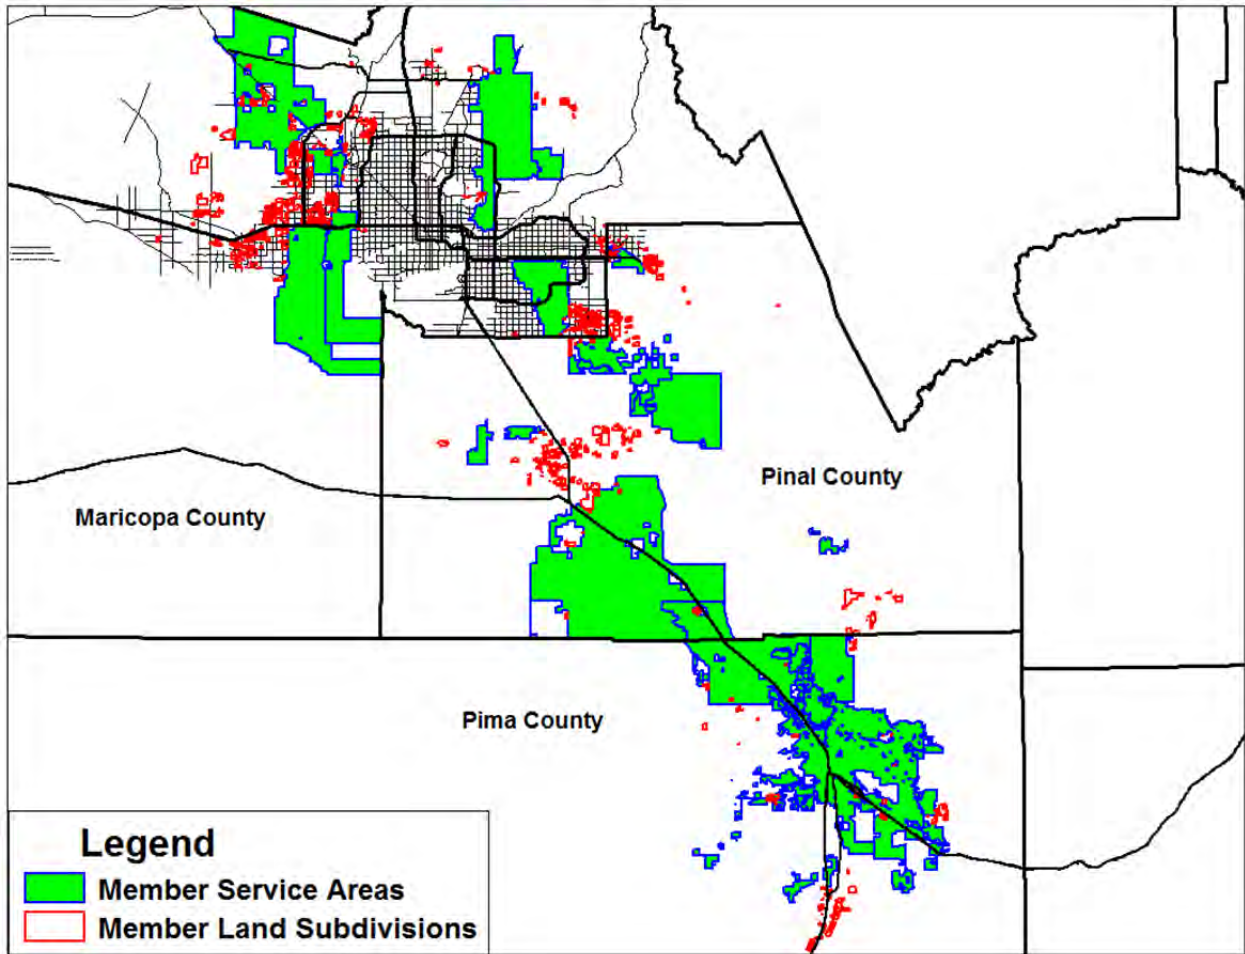 Pinal County
Maricopa County
Pima County
Legend
Member Service Areas
Member Land Subdivisions